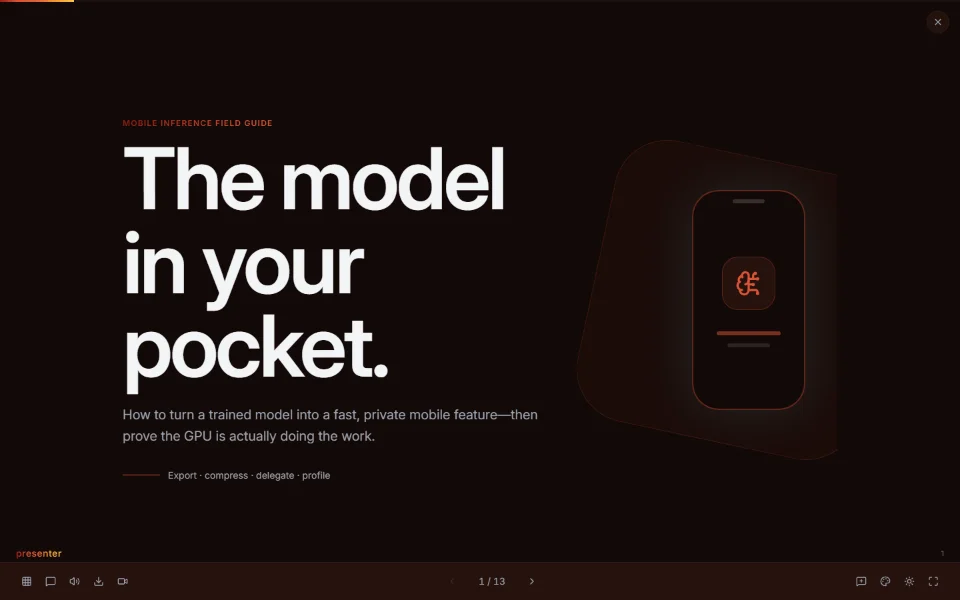 MOBILE INFERENCE FIELD GUIDE
The model
in your
pocket.
How to turn a trained model into a fast, private mobile feature—then
prove the GPU is actually doing the work.
Export · compress · delegate · profile
presenter
1
1 / 13